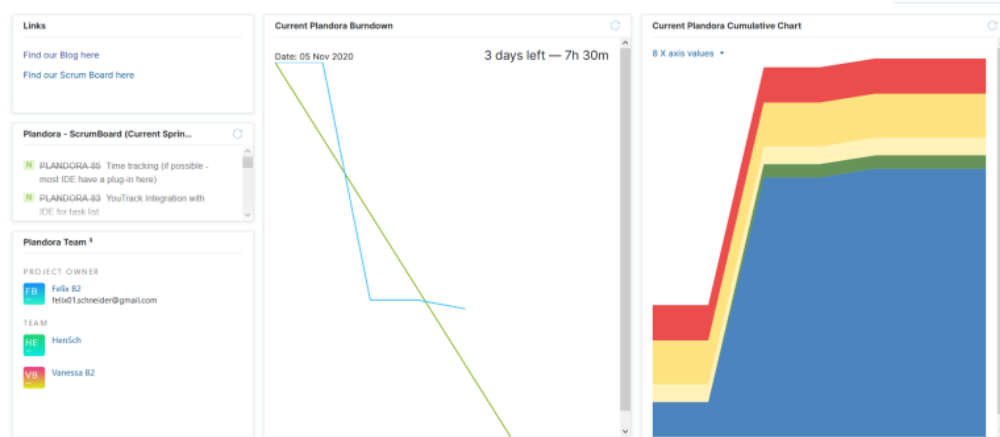 Links
Find our Blog here
Find our Scrum Board here
Plandora - ScrumBoard (Current Sprin...
N PLANDORA-85 Time tracking (if possible -
most IDE have a plug-in here)
N PLANDORA-83 YouTrack Integration with
IDE for task list
Plandora Team ³
PROJECT OWNER
FB Felix B2
felix01.schneider@gmail.com
TEAM
HE HenSch
VB Vanessa B2
Current Plandora Burndown
Date: 05 Nov 2020
3 days left — 7h 30m
Current Plandora Cumulative Chart
8 X axis values